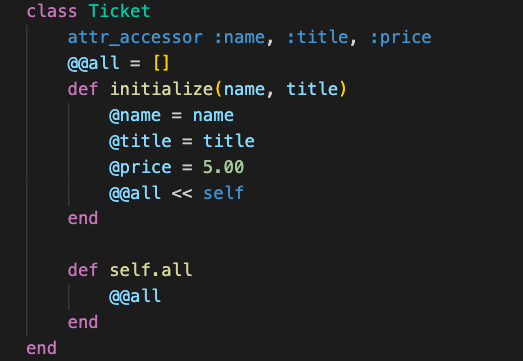 class Ticket
    attr_accessor :name, :title, :price
    @@all = []
    def initialize(name, title)
        @name = name
        @title = title
        @price = 5.00
        @@all << self
    end

    def self.all
        @@all
    end
end